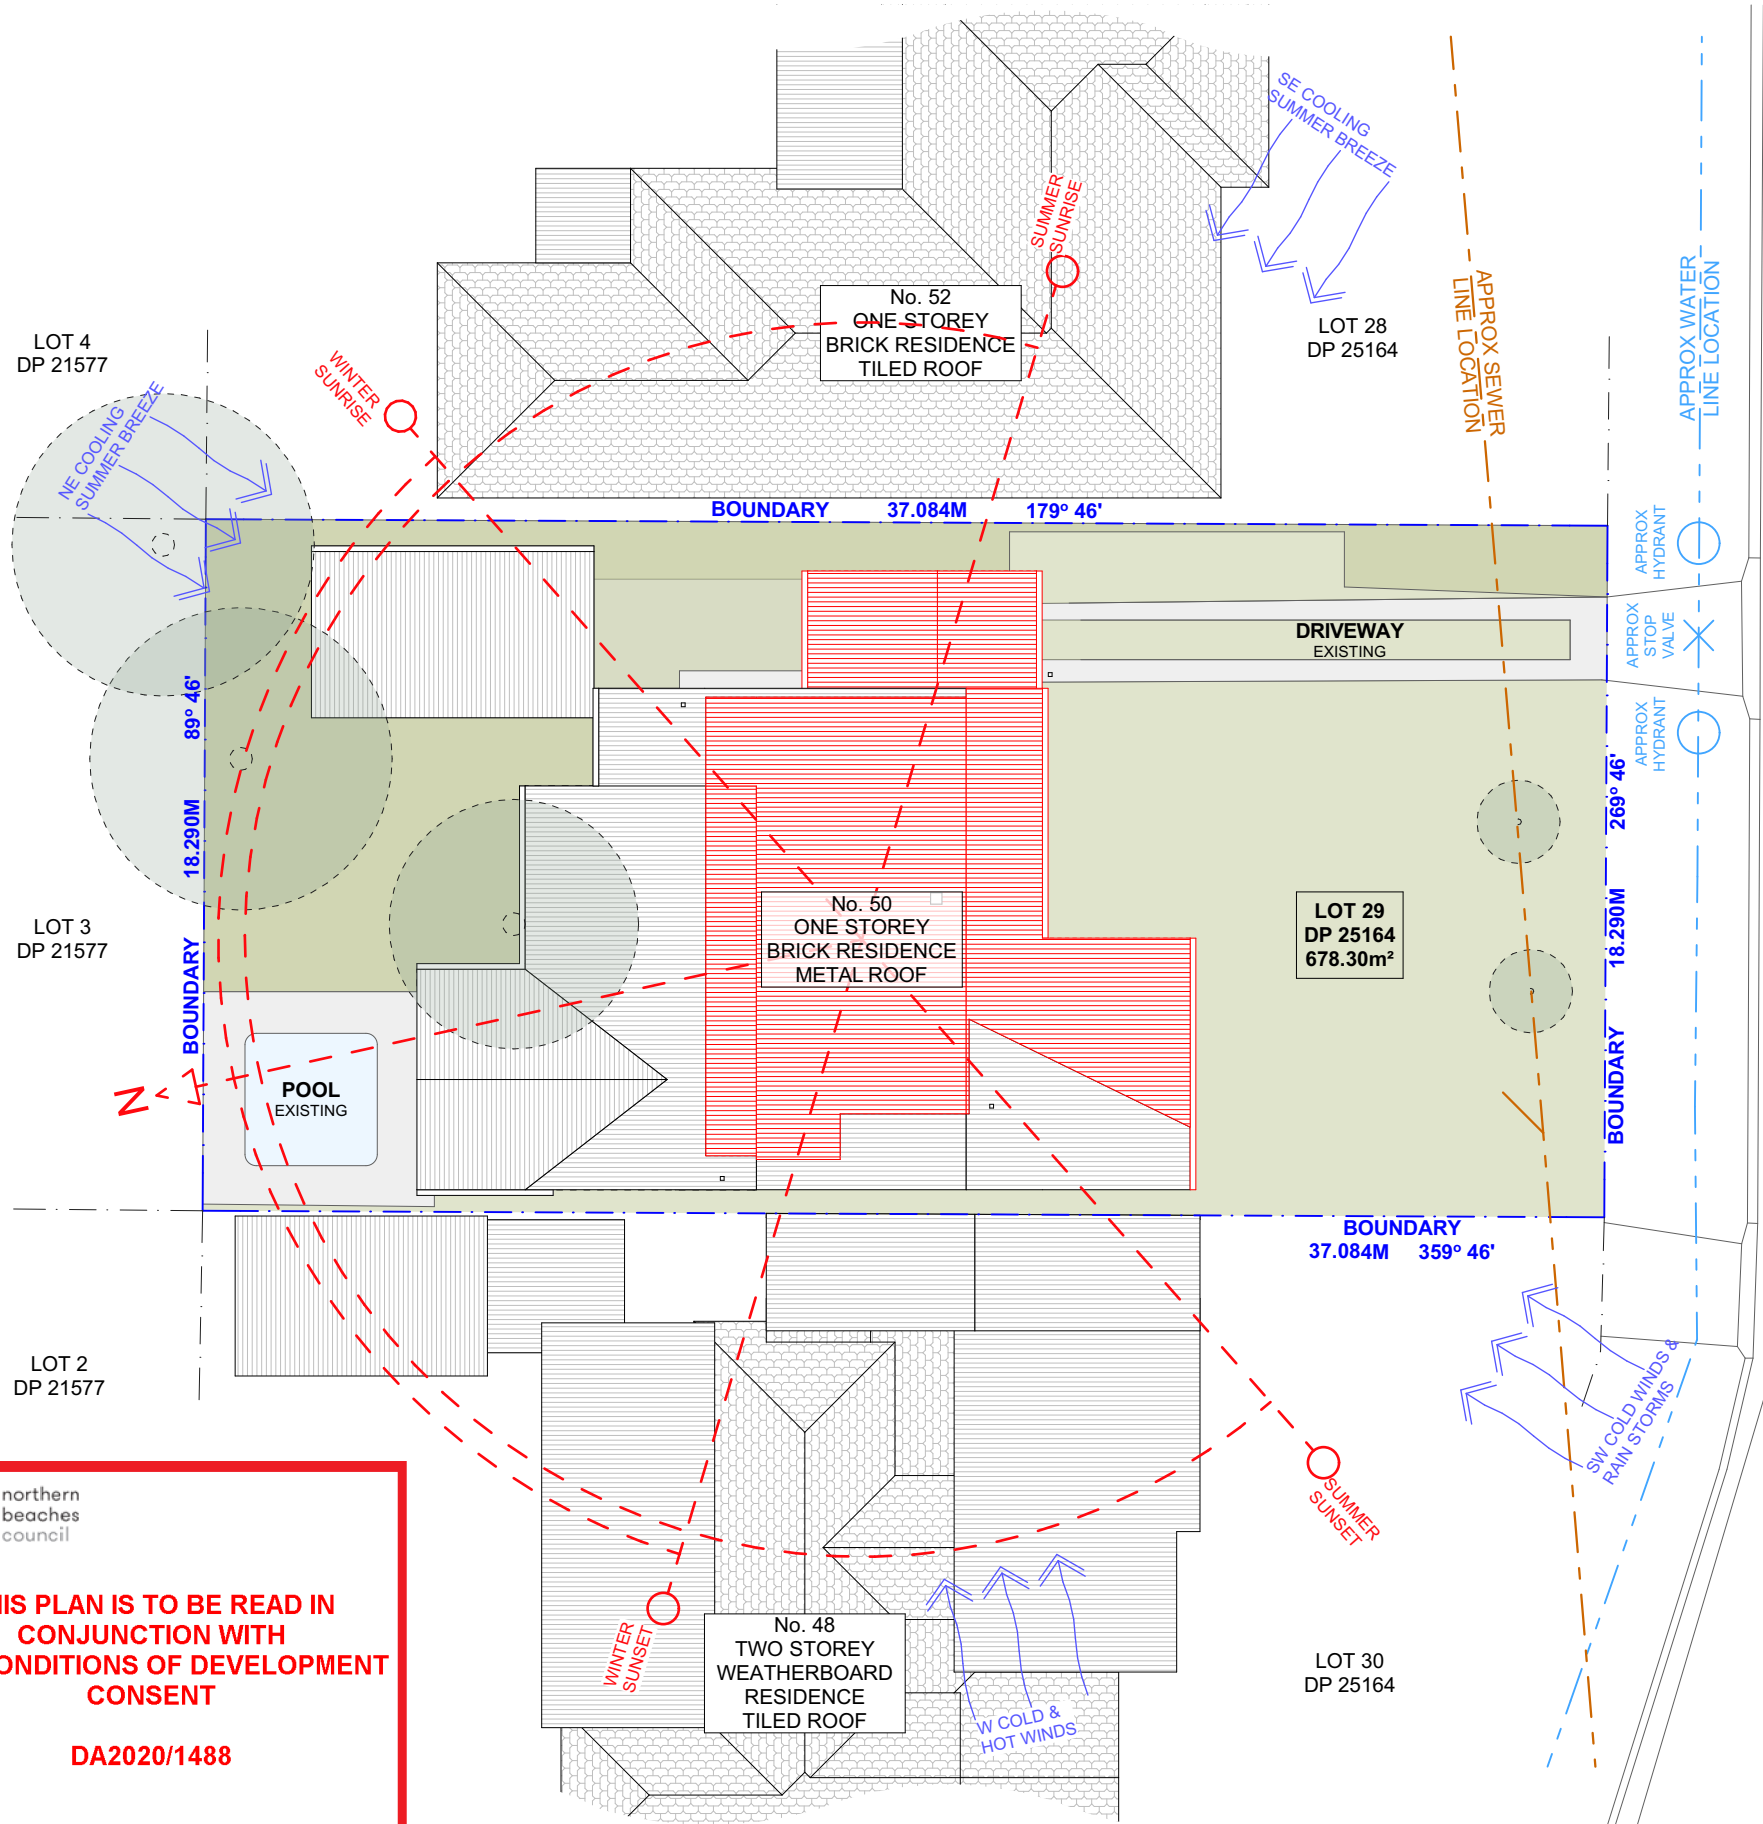 SE COOLING
SUMMER BREEZE
SUMMER
SUNRISE
APPROX SEWER
LINE LOCATION
APPROX WATER
LINE LOCATION
No. 52
ONE STOREY
BRICK RESIDENCE
TILED ROOF
LOT 28
DP 25164
LOT 4
DP 21577
WINTER
SUNRISE
NE COOLING
SUMMER BREEZE
BOUNDARY 37.084M 179° 46'
APPROX
HYDRANT
DRIVEWAY
EXISTING
APPROX
STOP
VALVE
APPROX
HYDRANT
BOUNDARY 18.290M 89° 46'
BOUNDARY 18.290M 269° 46'
LOT 3
DP 21577
No. 50
ONE STOREY
BRICK RESIDENCE
METAL ROOF
LOT 29
DP 25164
678.30m²
N
POOL
EXISTING
BOUNDARY
37.084M 359° 46'
LOT 2
DP 21577
SW COLD WINDS &
RAIN STORMS
SUMMER
SUNSET
northern
beaches
council
IS PLAN IS TO BE READ IN
CONJUNCTION WITH
ONDITIONS OF DEVELOPMENT
CONSENT
DA2020/1488
WINTER
SUNSET
No. 48
TWO STOREY
WEATHERBOARD
RESIDENCE
TILED ROOF
W COLD &
HOT WINDS
LOT 30
DP 25164